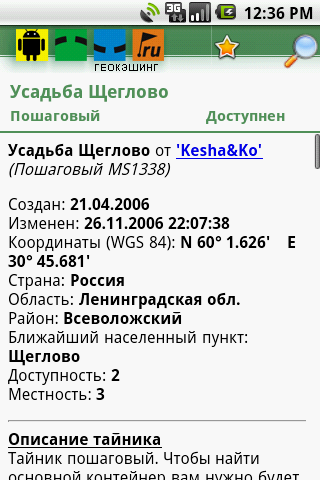 3G
12:36 PM
.ru
ГЕОКЭШИНГ
Усадьба Щеглово
Пошаговый Доступен
Усадьба Щеглово от 'Kesha&Ko'
(Пошаговый MS1338)
Создан: 21.04.2006
Изменен: 26.11.2006 22:07:38
Координаты (WGS 84): N 60° 1.626' E
30° 45.681'
Страна: Россия
Область: Ленинградская обл.
Район: Всеволожский
Ближайший населенный пункт:
Щеглово
Доступность: 2
Местность: 3
Описание тайника
Тайник пошаговый. Чтобы найти
основной контейнер вам нужно будет